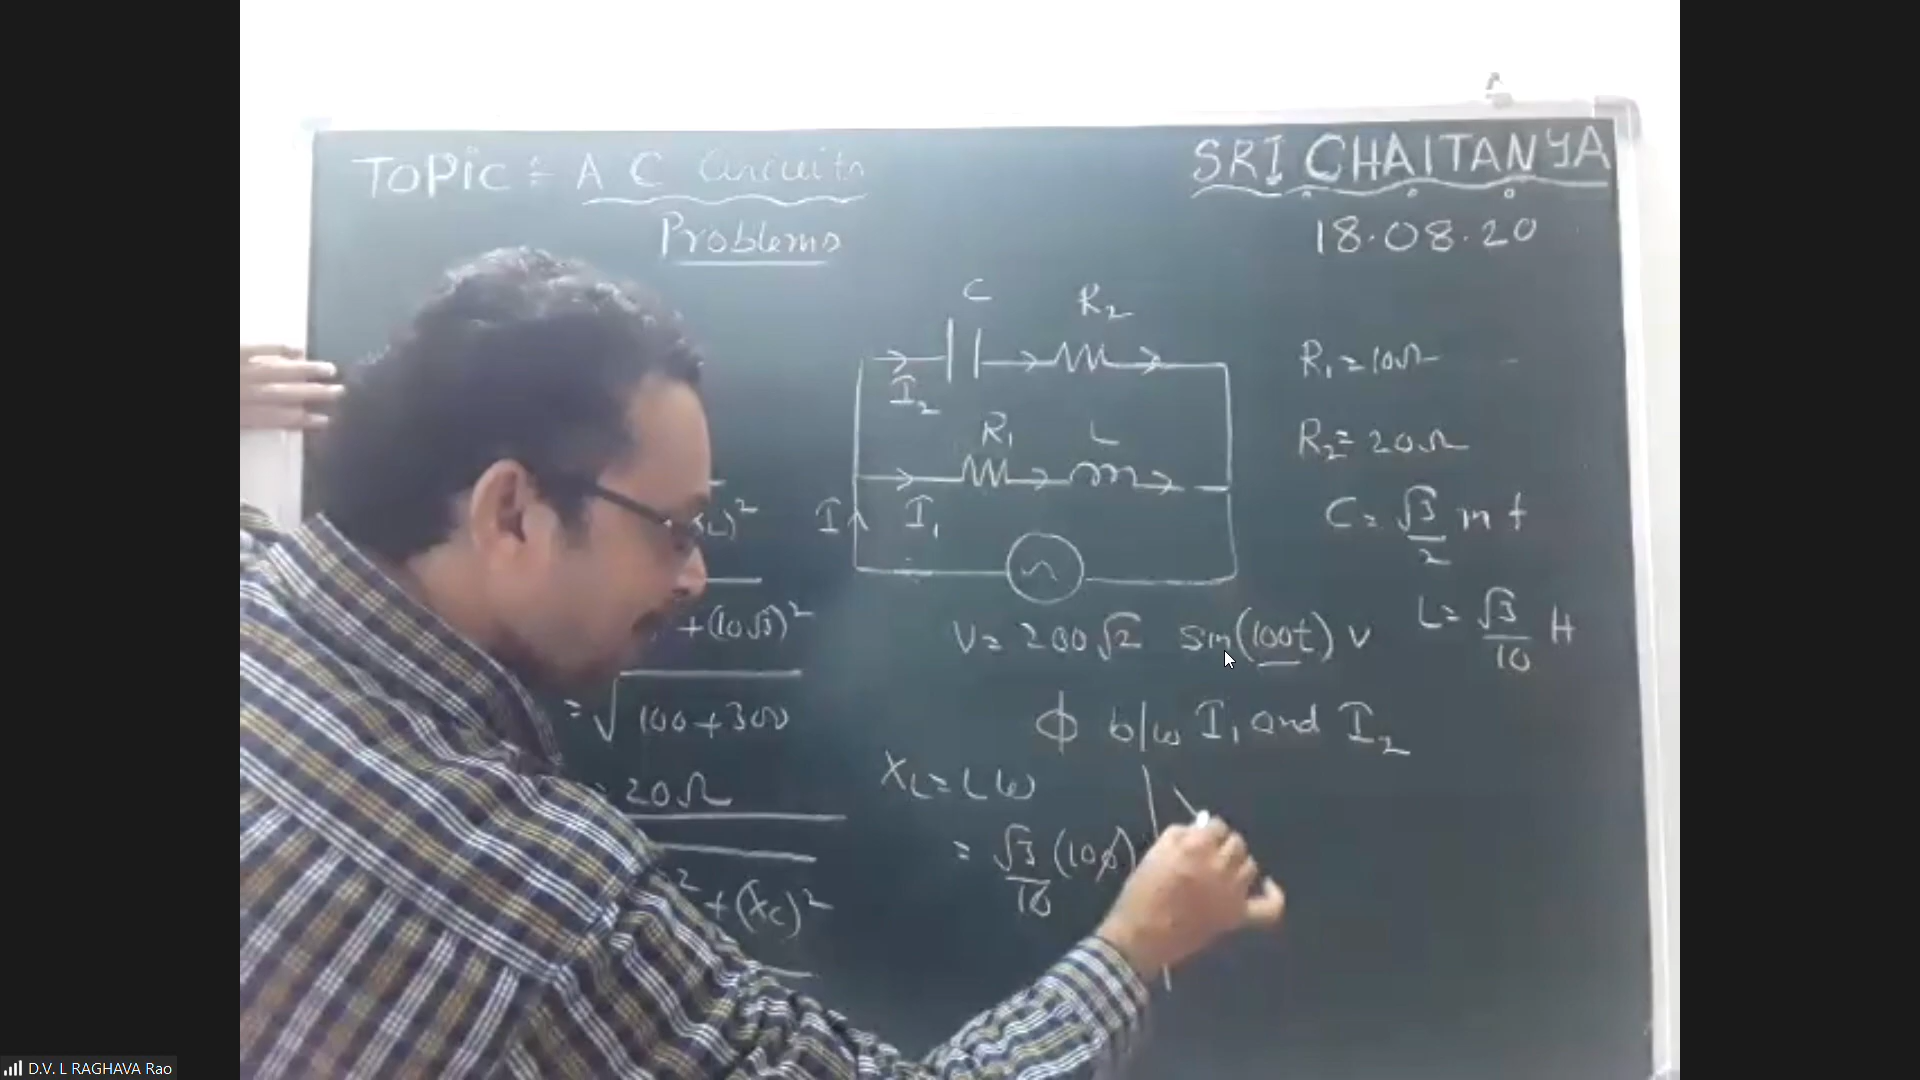 TOPIC :- A C Circuits
Problems
SRI CHAITANYA
18.08.20
C
R2
I2
R1 L
I I1
R1 = 10Ω
R2 = 20Ω
C = √3/2 m f
L = √3/10 H
V = 200√2 sin(100t) V
ϕ b/w I1 and I2
XL = Lω
= √3/10 (100)
L)²
+(10√3)²
= √100+300
= 20Ω
² + (Xc)²
D.V. L RAGHAVA Rao